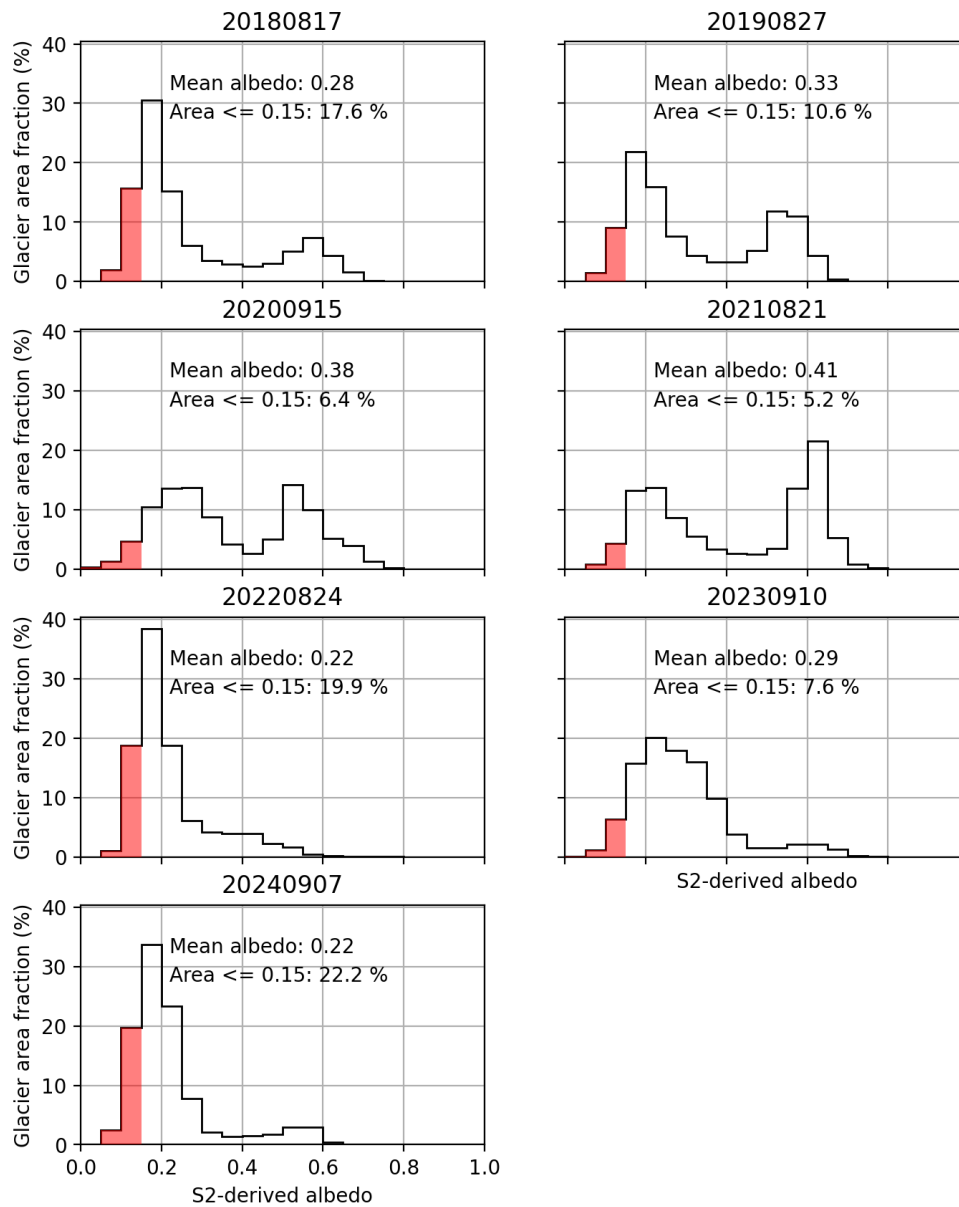 20180817
Glacier area fraction (%)
40
30
20
10
0
Mean albedo: 0.28
Area <= 0.15: 17.6 %
20190827
Mean albedo: 0.33
Area <= 0.15: 10.6 %
20200915
Glacier area fraction (%)
40
30
20
10
0
Mean albedo: 0.38
Area <= 0.15: 6.4 %
20210821
Mean albedo: 0.41
Area <= 0.15: 5.2 %
20220824
Glacier area fraction (%)
40
30
20
10
0
Mean albedo: 0.22
Area <= 0.15: 19.9 %
20230910
Mean albedo: 0.29
Area <= 0.15: 7.6 %
S2-derived albedo
20240907
Glacier area fraction (%)
40
30
20
10
0
Mean albedo: 0.22
Area <= 0.15: 22.2 %
0.0 0.2 0.4 0.6 0.8 1.0
S2-derived albedo